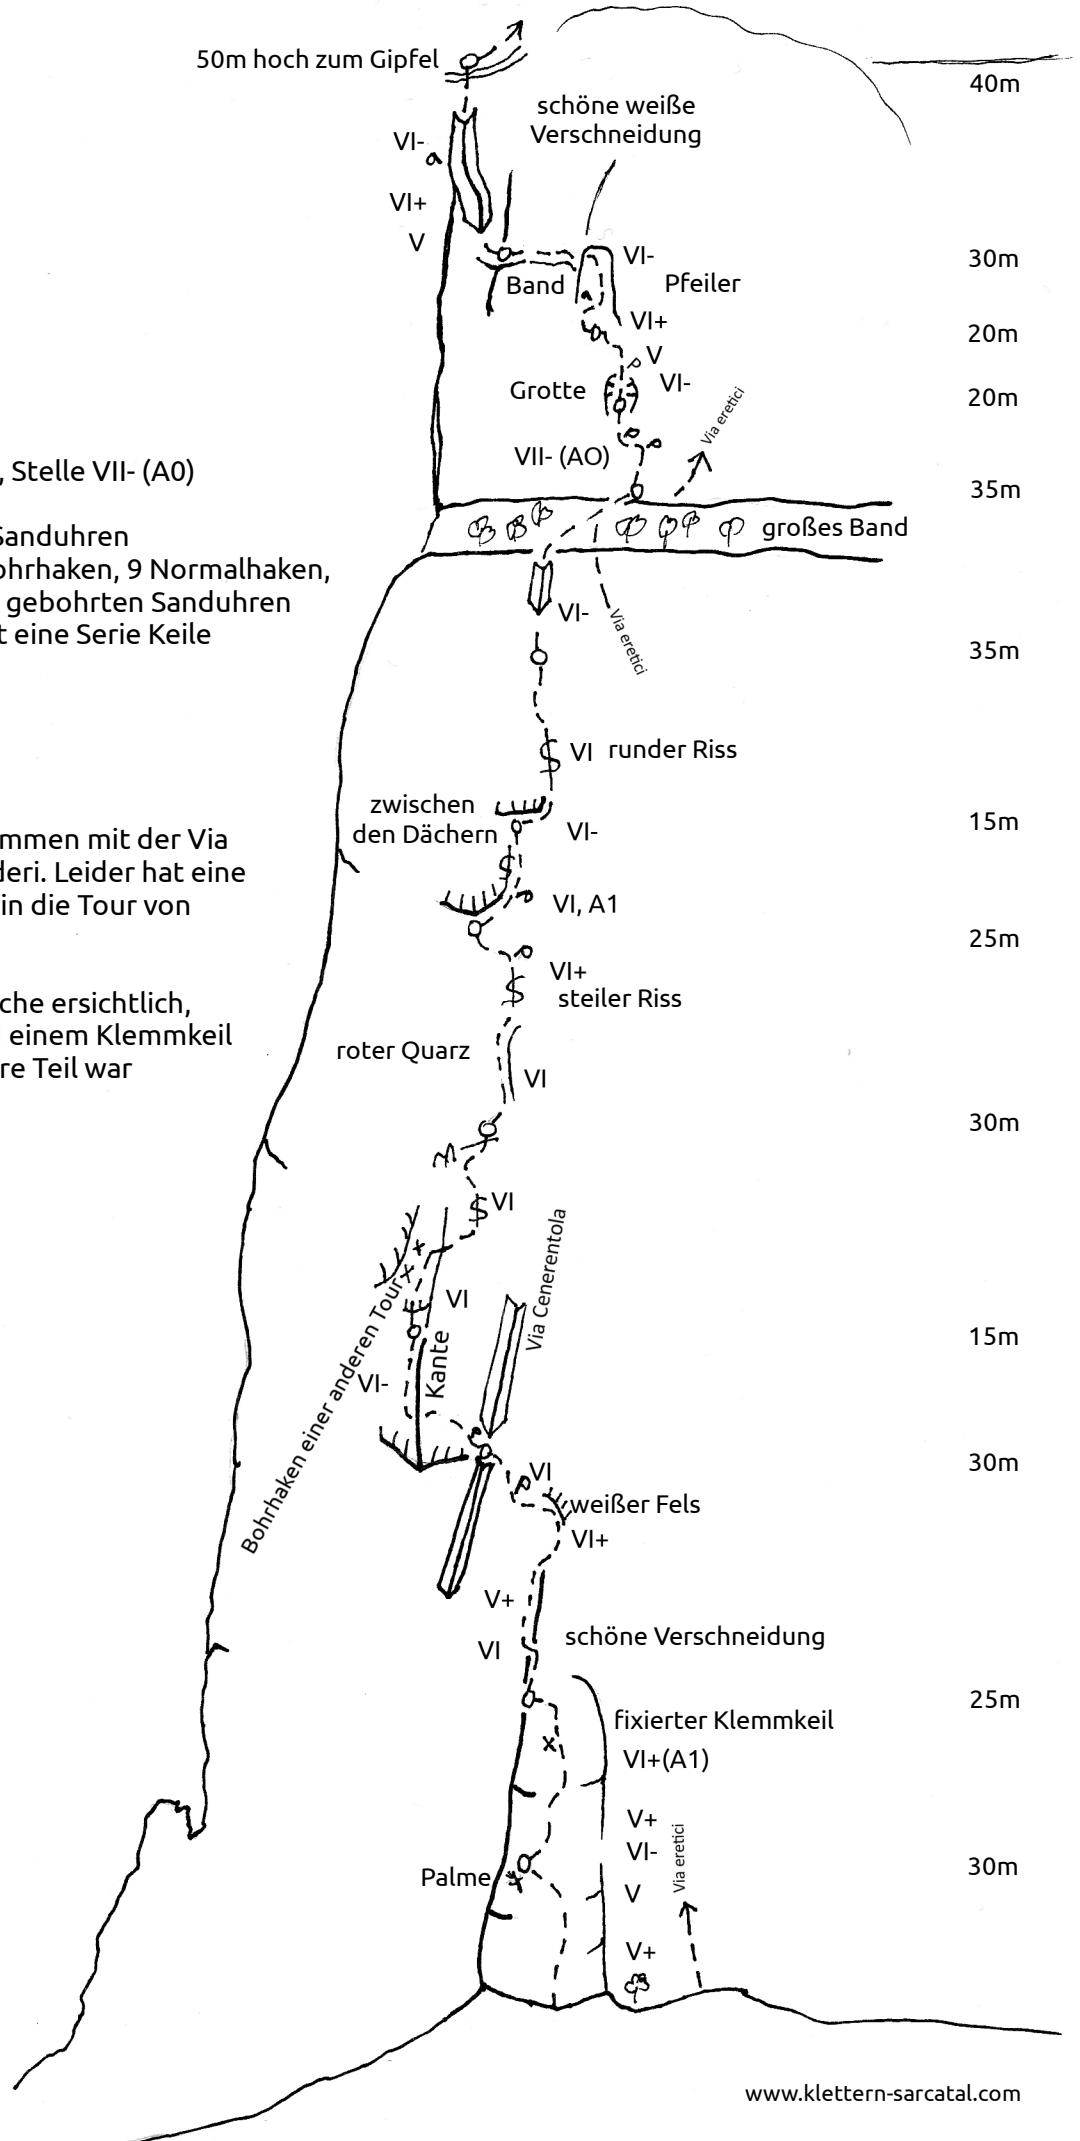 50m hoch zum Gipfel
40m
schöne weiße
Verschneidung
VI-
VI+
V
VI-
30m
Band
Pfeiler
VI+
20m
V
VI-
Grotte
20m
Via eretici
VII- (AO)
, Stelle VII- (A0)
35m
großes Band
Sanduhren
ohrhaken, 9 Normalhaken,
gebohrten Sanduhren
t eine Serie Keile
VI-
Via eretici
35m
VI runder Riss
zwischen
den Dächern
VI-
15m
mmen mit der Via
deri. Leider hat eine
in die Tour von
VI, A1
25m
VI+
steiler Riss
che ersichtlich,
einem Klemmkeil
re Teil war
roter Quarz
VI
30m
VI
Via Cenerentola
VI
15m
Kante
VI-
Bohrhaken einer anderen Tour
30m
VI
weißer Fels
VI+
V+
VI
schöne Verschneidung
25m
fixierter Klemmkeil
VI+(A1)
V+
VI-
30m
Palme
V
Via eretici
V+
www.klettern-sarcatal.com